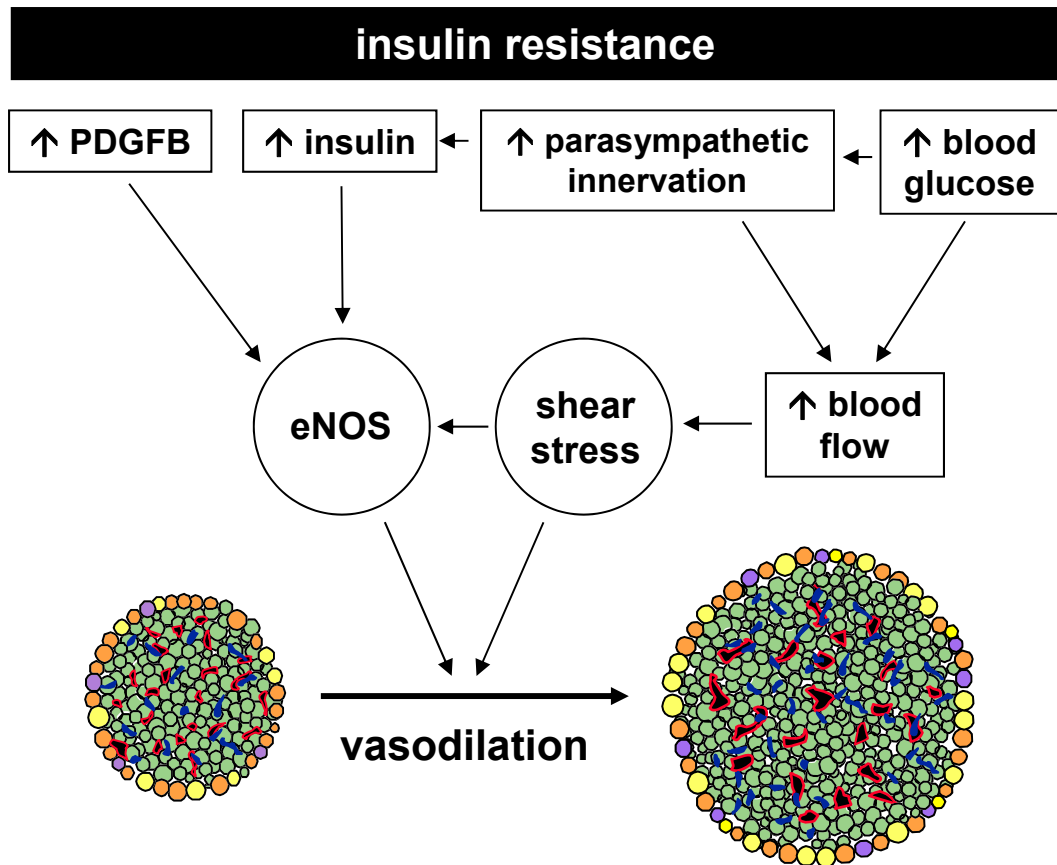 insulin resistance
↑ PDGFB
↑ insulin
↑ parasympathetic
innervation
↑ blood
glucose
eNOS
shear
stress
↑ blood
flow
vasodilation